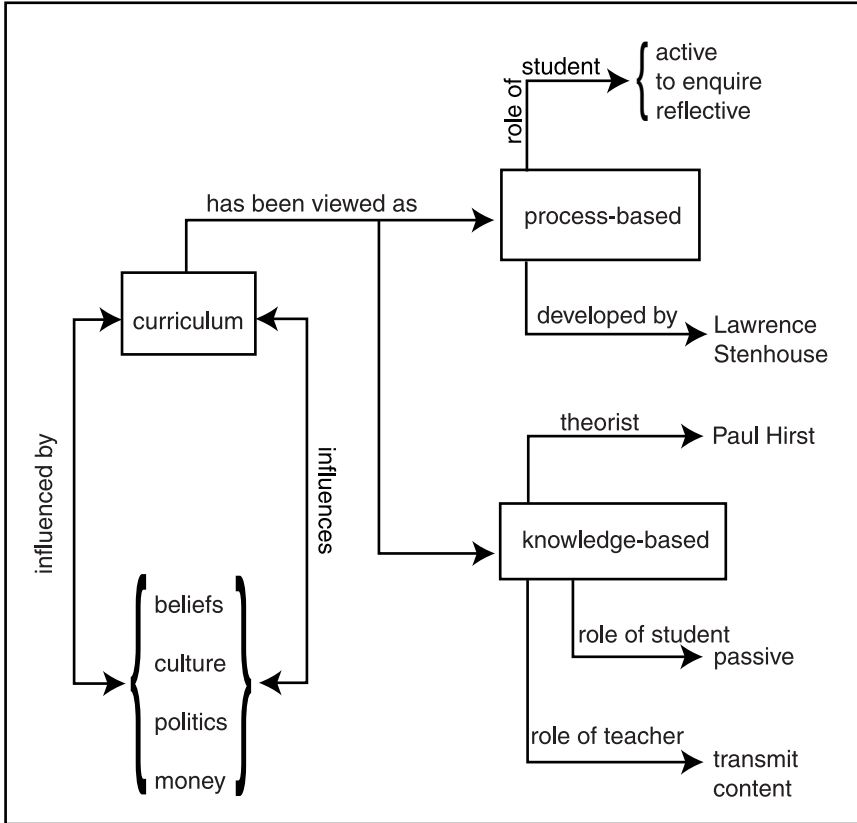 student
role of
active
to enquire
reflective
has been viewed as
process-based
curriculum
developed by
Lawrence
Stenhouse
theorist
Paul Hirst
influenced by
influences
knowledge-based
beliefs
culture
politics
money
role of student
passive
role of teacher
transmit
content